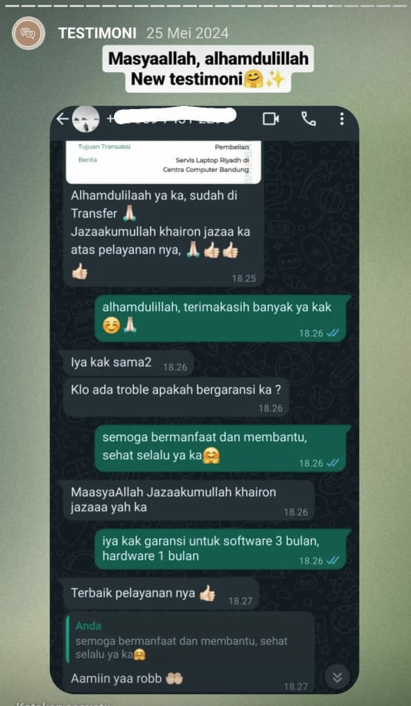 TESTIMONI 25 Mei 2024
Masyaallah, alhamdulillah
New testimoni🤗✨
Tujuan Transaksi Pembelian
Berita Servis Laptop Riyadh di
Centra Computer Bandung
Alhamdulilaah ya ka, sudah di
Transfer 🙏🏻
Jazaakumullah khairon jazaa ka
atas pelayanan nya, 🙏🏻👍🏻👍🏻
👍🏻
18.25
alhamdulillah, terimakasih banyak ya kak
☺️🙏🏻
18.26
Iya kak sama2 18.26
Klo ada troble apakah bergaransi ka ?
18.26
semoga bermanfaat dan membantu,
sehat selalu ya ka🤗
18.26
MaasyaAllah Jazaakumullah khairon
jazaaa yah ka
18.26
iya kak garansi untuk software 3 bulan,
hardware 1 bulan
18.26
Terbaik pelayanan nya 👍🏻 18.27
Anda
semoga bermanfaat dan membantu, sehat
selalu ya ka🤗
Aamiin yaa robb 🤲🏻
18.27